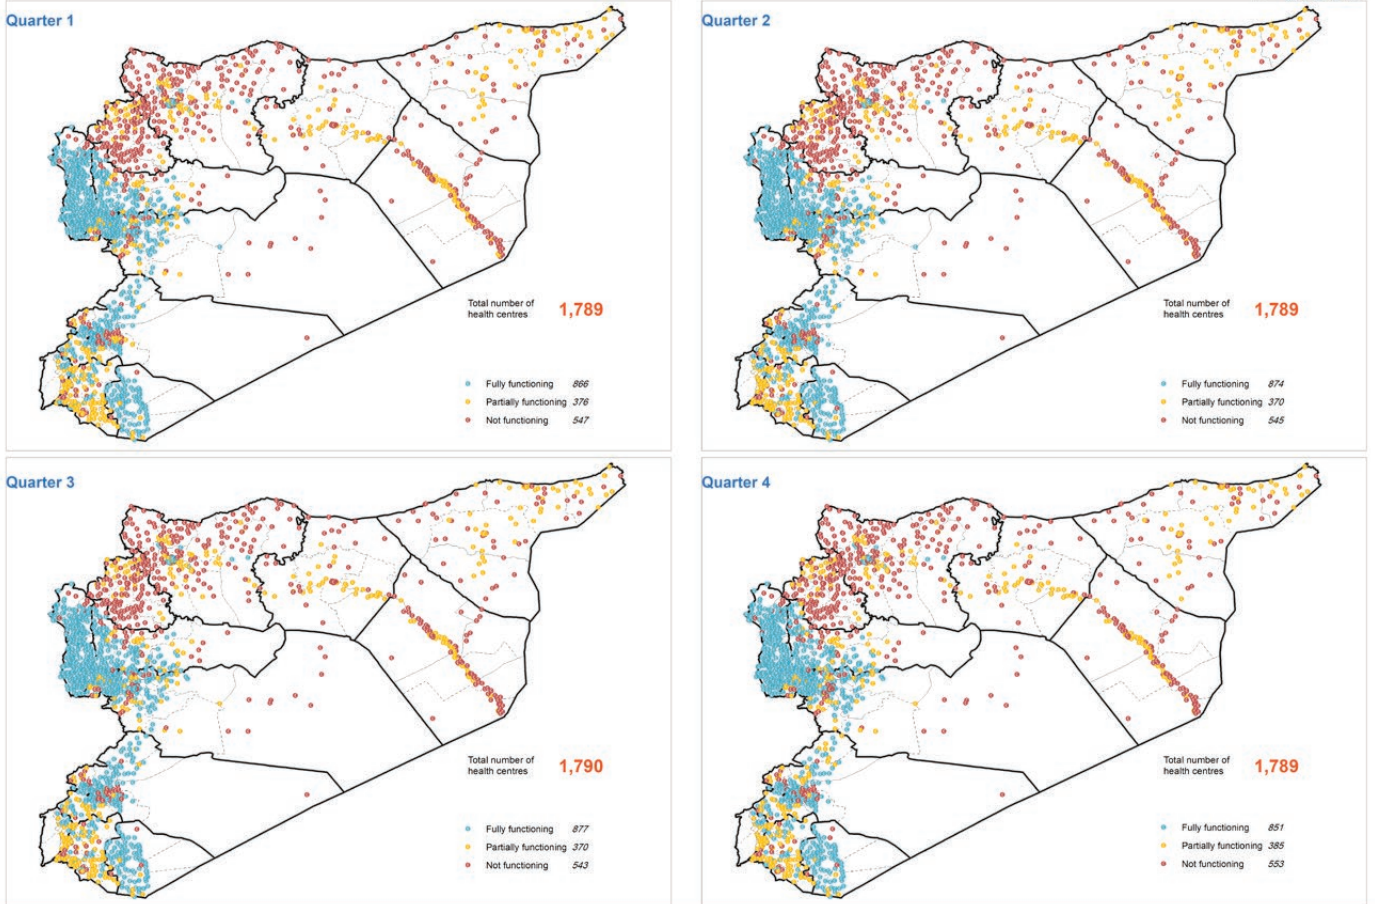 Quarter 1
Total number of
health centres
1,789
Fully functioning 866
Partially functioning 376
Not functioning 547
Quarter 2
Total number of
health centres
1,789
Fully functioning 874
Partially functioning 370
Not functioning 545
Quarter 3
Total number of
health centres
1,790
Fully functioning 877
Partially functioning 370
Not functioning 543
Quarter 4
Total number of
health centres
1,789
Fully functioning 851
Partially functioning 385
Not functioning 553